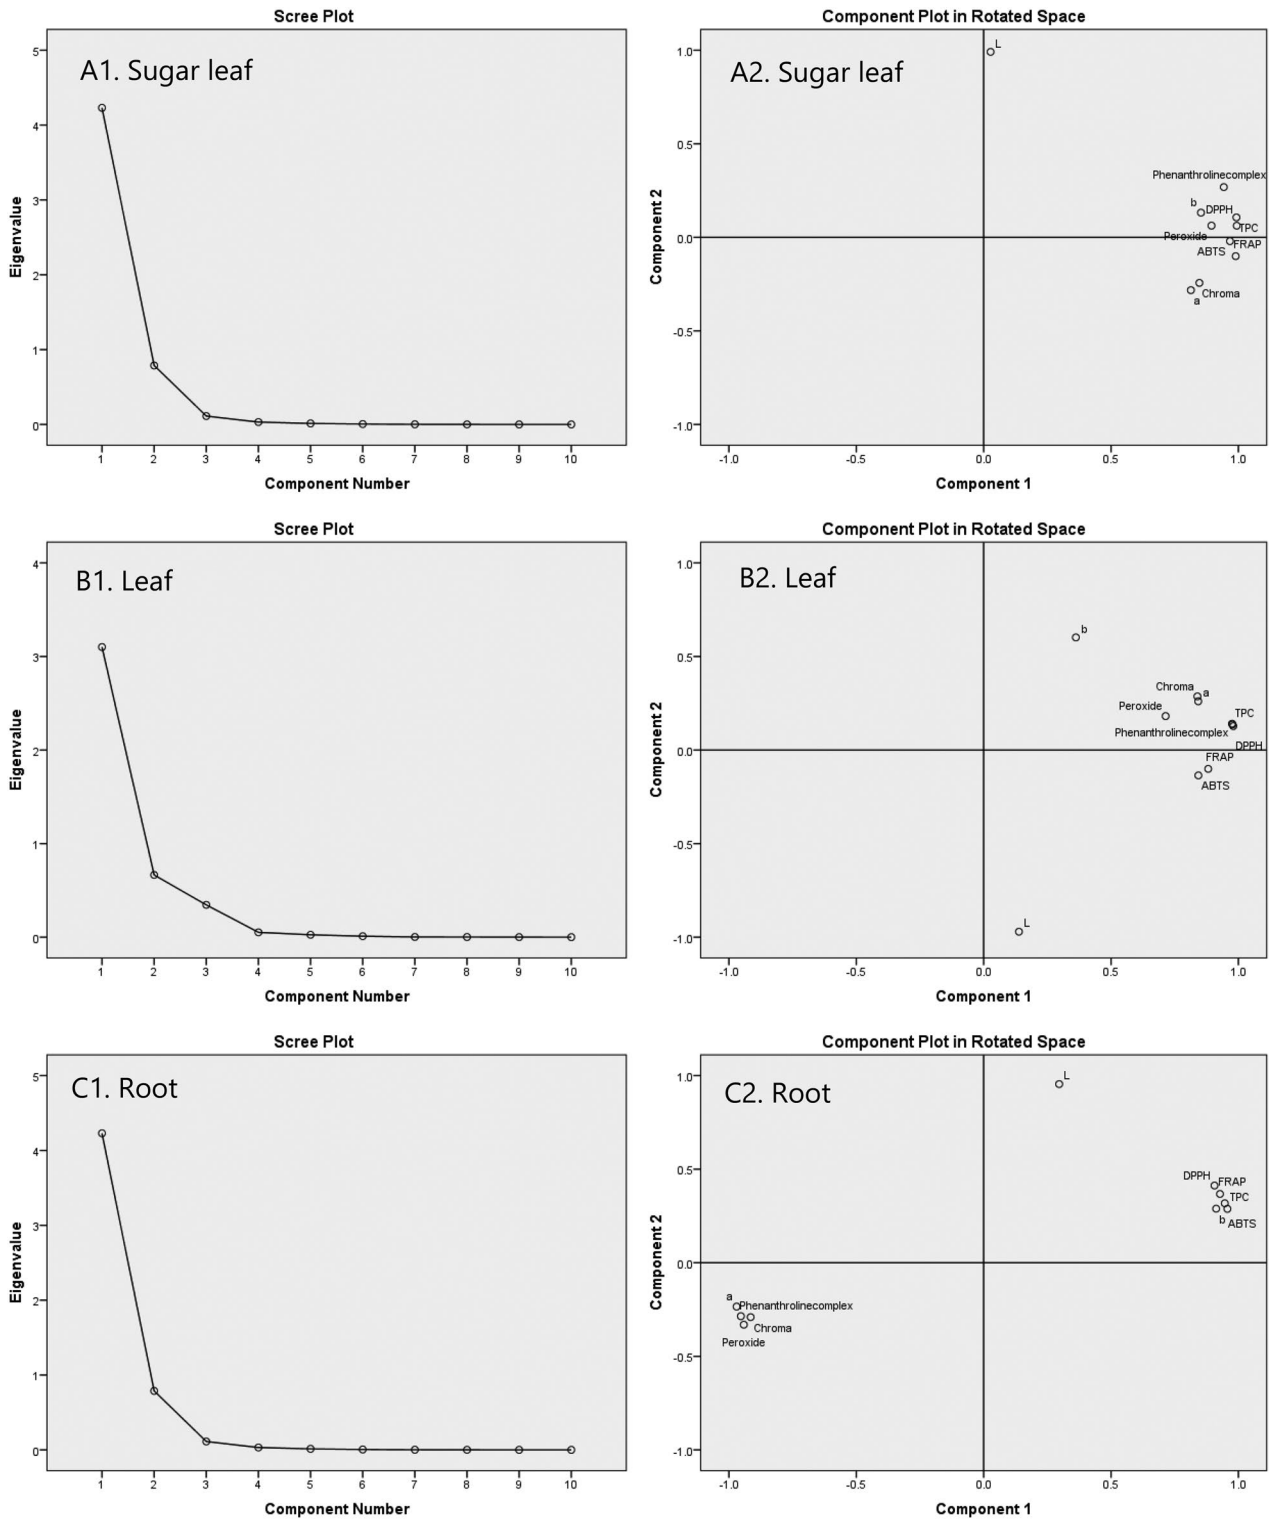 Scree Plot
A1. Sugar leaf
Eigenvalue
5
4
3
2
1
0
1 2 3 4 5 6 7 8 9 10
Component Number
Component Plot in Rotated Space
A2. Sugar leaf
Component 2
1.0
0.5
0.0
-0.5
-1.0
L
Phenanthrolinecomplex
b
DPPH
TPC
Peroxide
FRAP
ABTS
Chroma
a
-1.0 -0.5 0.0 0.5 1.0
Component 1
Scree Plot
B1. Leaf
Eigenvalue
4
3
2
1
0
1 2 3 4 5 6 7 8 9 10
Component Number
Component Plot in Rotated Space
B2. Leaf
Component 2
1.0
0.5
0.0
-0.5
-1.0
b
Chroma
a
Peroxide
TPC
Phenanthrolinecomplex
DPPH
FRAP
ABTS
L
-1.0 -0.5 0.0 0.5 1.0
Component 1
Scree Plot
C1. Root
Eigenvalue
5
4
3
2
1
0
1 2 3 4 5 6 7 8 9 10
Component Number
Component Plot in Rotated Space
C2. Root
Component 2
1.0
0.5
0.0
-0.5
-1.0
L
DPPH
FRAP
TPC
b
ABTS
a
Phenanthrolinecomplex
Chroma
Peroxide
-1.0 -0.5 0.0 0.5 1.0
Component 1